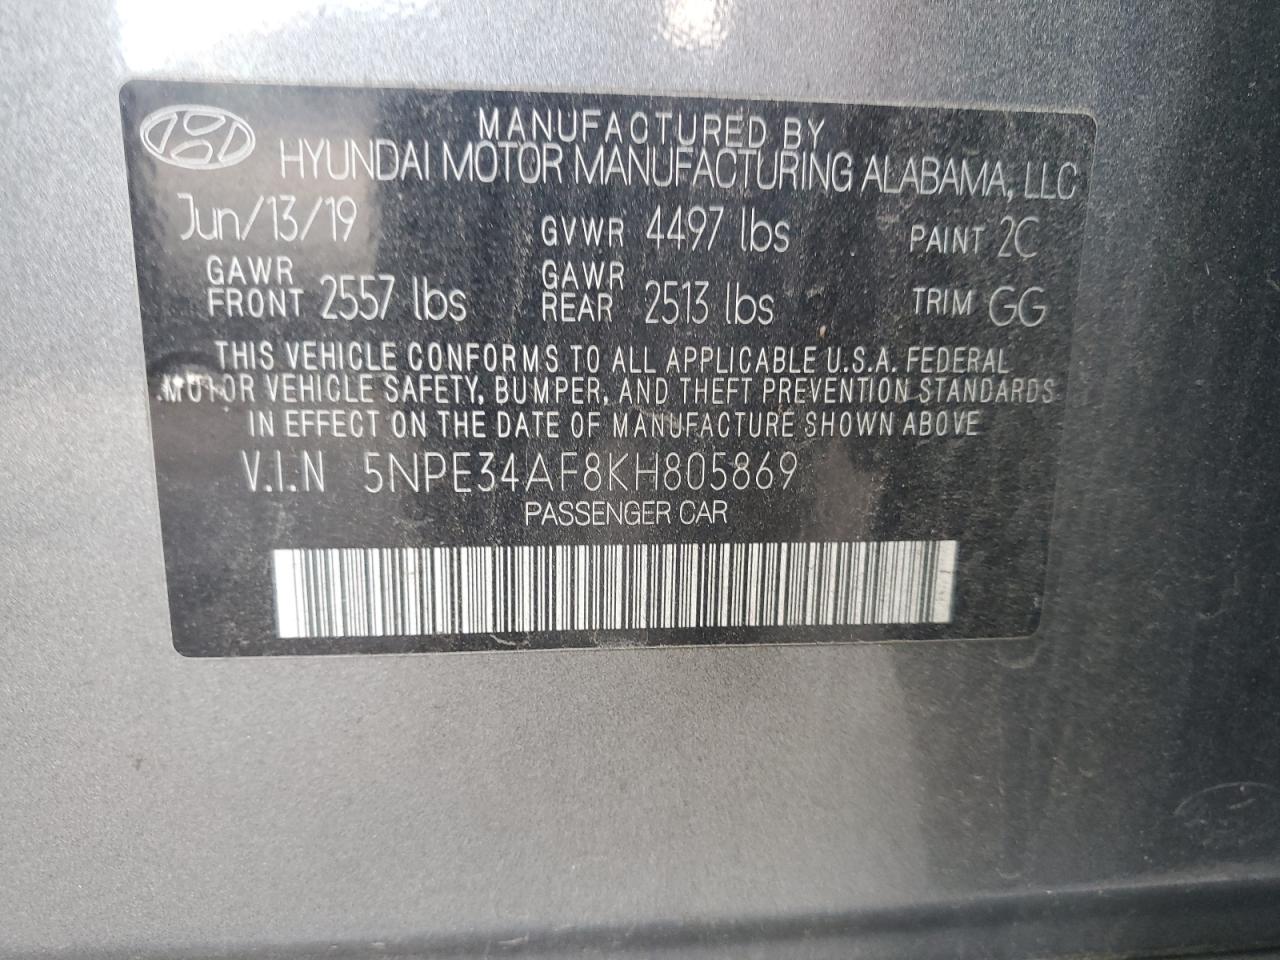 MANUFACTURED BY
HYUNDAI MOTOR MANUFACTURING ALABAMA, LLC
Jun/13/19 GVWR 4497 lbs PAINT 2C
GAWR FRONT 2557 lbs GAWR REAR 2513 lbs TRIM GG
THIS VEHICLE CONFORMS TO ALL APPLICABLE U.S.A. FEDERAL
MOTOR VEHICLE SAFETY, BUMPER, AND THEFT PREVENTION STANDARDS
IN EFFECT ON THE DATE OF MANUFACTURE SHOWN ABOVE
V.I.N 5NPE34AF8KH805869
PASSENGER CAR